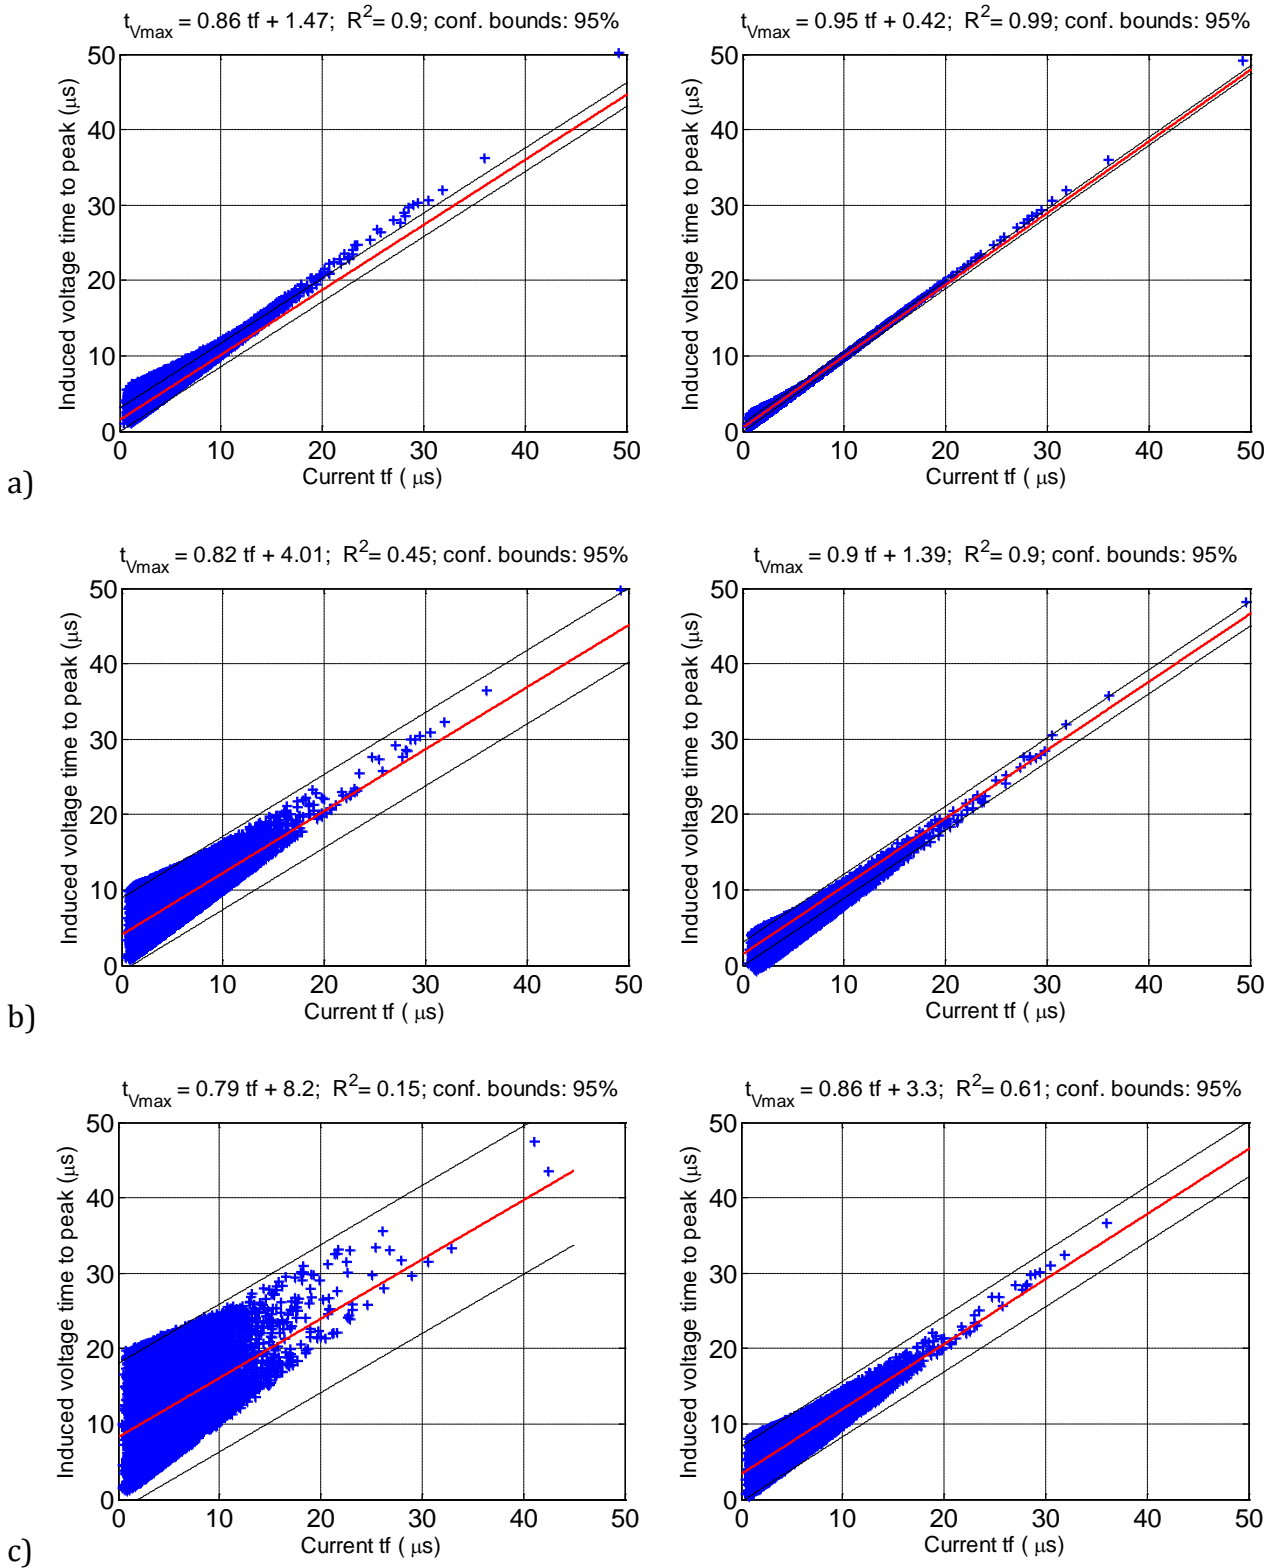 t_Vmax = 0.86 tf + 1.47; R²= 0.9; conf. bounds: 95%
50
40
30
20
10
0
Induced voltage time to peak (μs)
0 10 20 30 40 50
Current tf ( μs)
t_Vmax = 0.95 tf + 0.42; R²= 0.99; conf. bounds: 95%
50
40
30
20
10
0
Induced voltage time to peak (μs)
0 10 20 30 40 50
Current tf ( μs)
a)
t_Vmax = 0.82 tf + 4.01; R²= 0.45; conf. bounds: 95%
50
40
30
20
10
0
Induced voltage time to peak (μs)
0 10 20 30 40 50
Current tf ( μs)
t_Vmax = 0.9 tf + 1.39; R²= 0.9; conf. bounds: 95%
50
40
30
20
10
0
Induced voltage time to peak (μs)
0 10 20 30 40 50
Current tf ( μs)
b)
t_Vmax = 0.79 tf + 8.2; R²= 0.15; conf. bounds: 95%
50
40
30
20
10
0
Induced voltage time to peak (μs)
0 10 20 30 40 50
Current tf ( μs)
t_Vmax = 0.86 tf + 3.3; R²= 0.61; conf. bounds: 95%
50
40
30
20
10
0
Induced voltage time to peak (μs)
0 10 20 30 40 50
Current tf ( μs)
c)